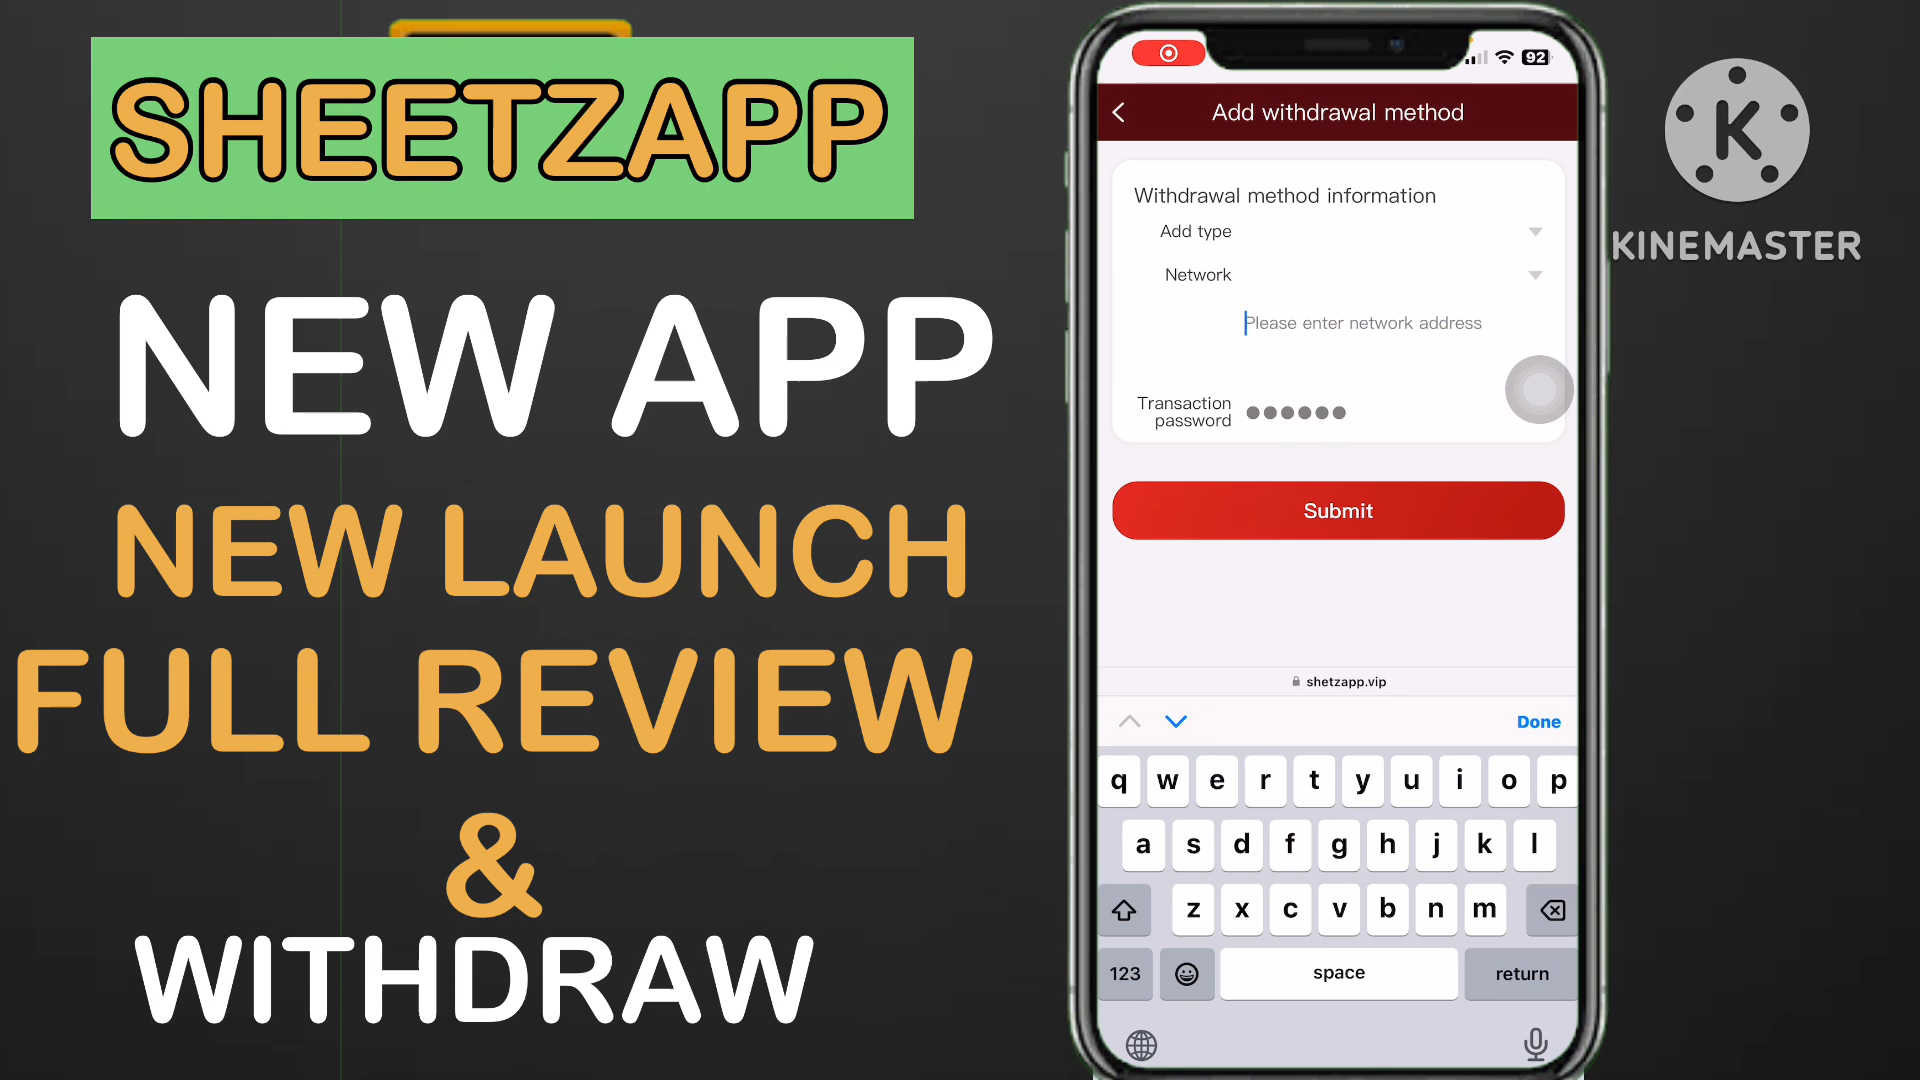 SHEETZAPP
NEW APP
NEW LAUNCH
FULL REVIEW
&
WITHDRAW
92
Add withdrawal method
Withdrawal method information
Add type
Network
Please enter network address
Transaction
password
Submit
shetzapp.vip
Done
q w e r t y u i o p
a s d f g h j k l
z x c v b n m
123 space return
K
KINEMASTER